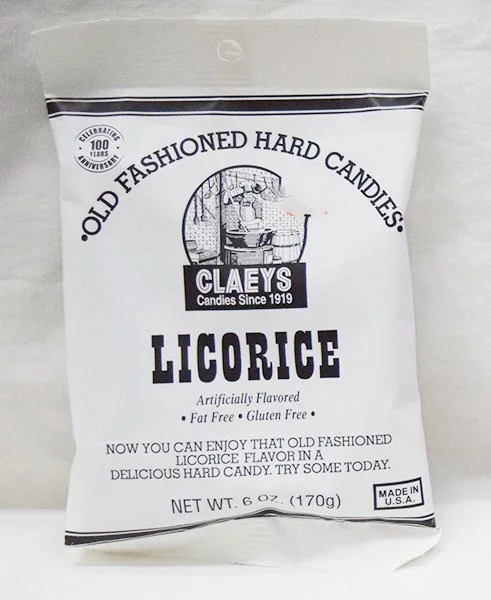 CELEBRATING
100
YEARS
ANNIVERSARY
•OLD FASHIONED HARD CANDIES•
CLAEYS
Candies Since 1919
LICORICE
Artificially Flavored
• Fat Free • Gluten Free •
NOW YOU CAN ENJOY THAT OLD FASHIONED
LICORICE FLAVOR IN A
DELICIOUS HARD CANDY. TRY SOME TODAY.
NET WT. 6 OZ. (170g)
MADE IN
U.S.A.